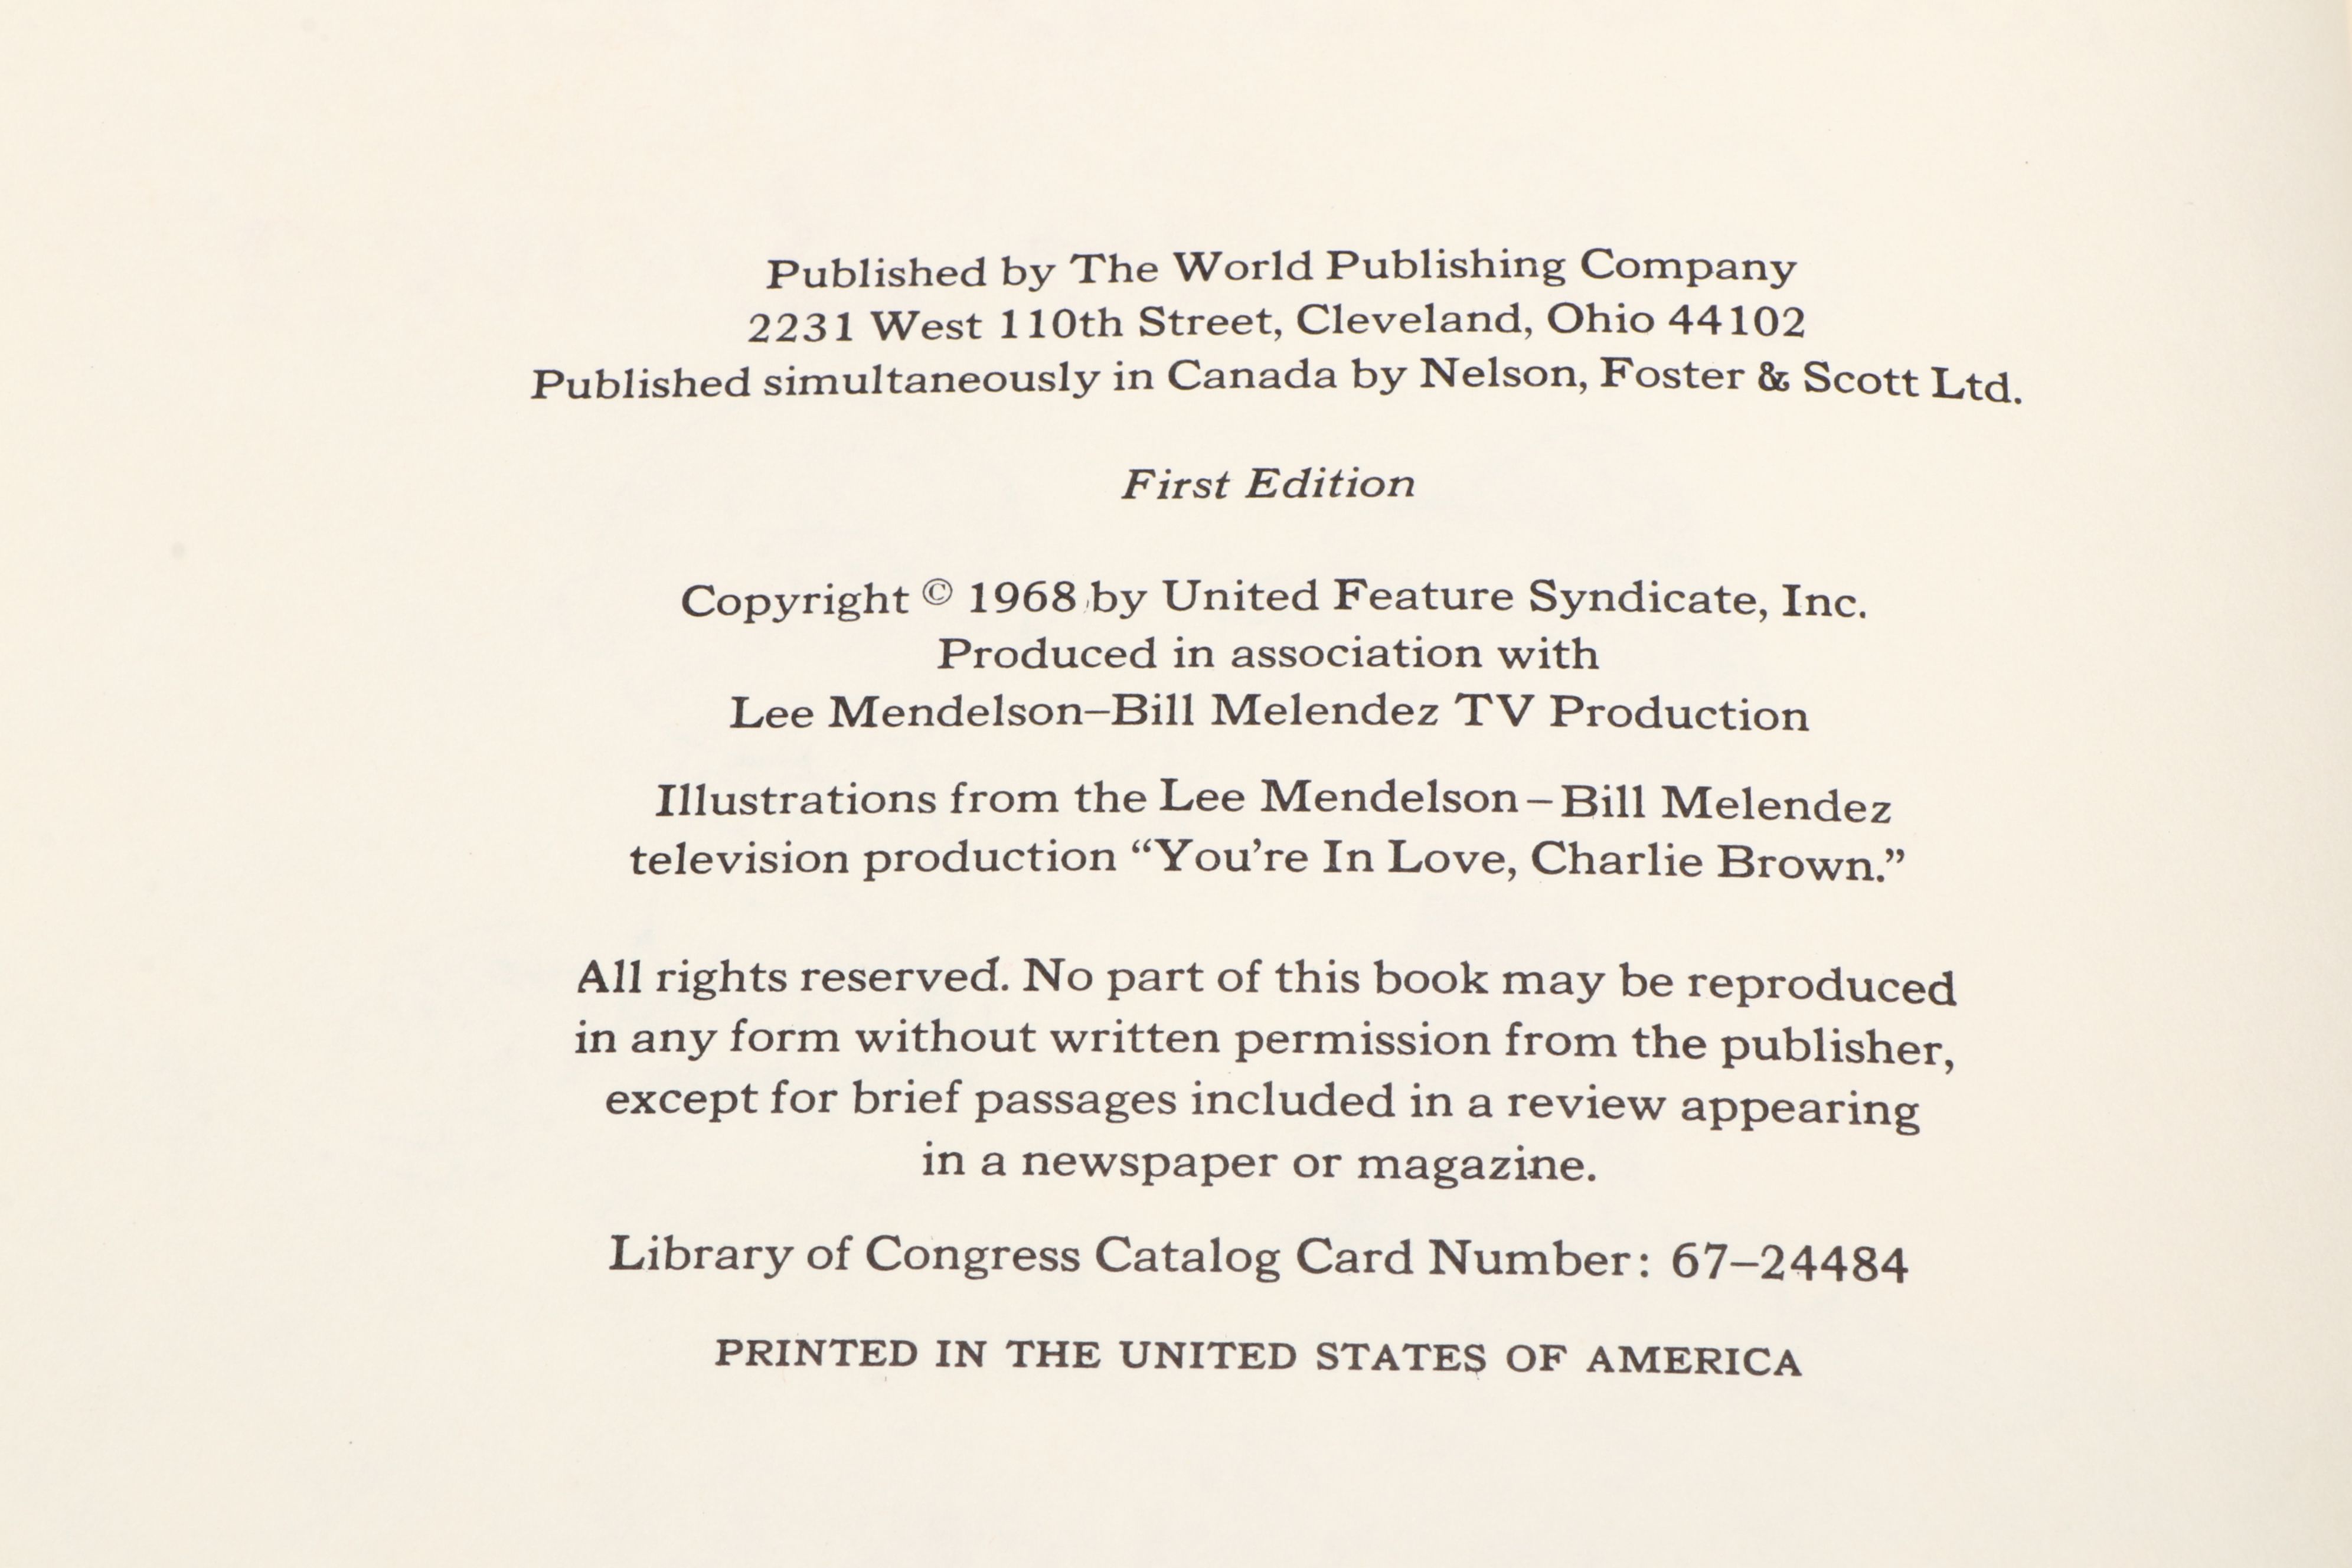 Published by The World Publishing Company
2231 West 110th Street, Cleveland, Ohio 44102
Published simultaneously in Canada by Nelson, Foster & Scott Ltd.
First Edition
Copyright © 1968 by United Feature Syndicate, Inc.
Produced in association with
Lee Mendelson–Bill Melendez TV Production
Illustrations from the Lee Mendelson–Bill Melendez
television production “You’re In Love, Charlie Brown.”
All rights reserved. No part of this book may be reproduced
in any form without written permission from the publisher,
except for brief passages included in a review appearing
in a newspaper or magazine.
Library of Congress Catalog Card Number: 67–24484
PRINTED IN THE UNITED STATES OF AMERICA